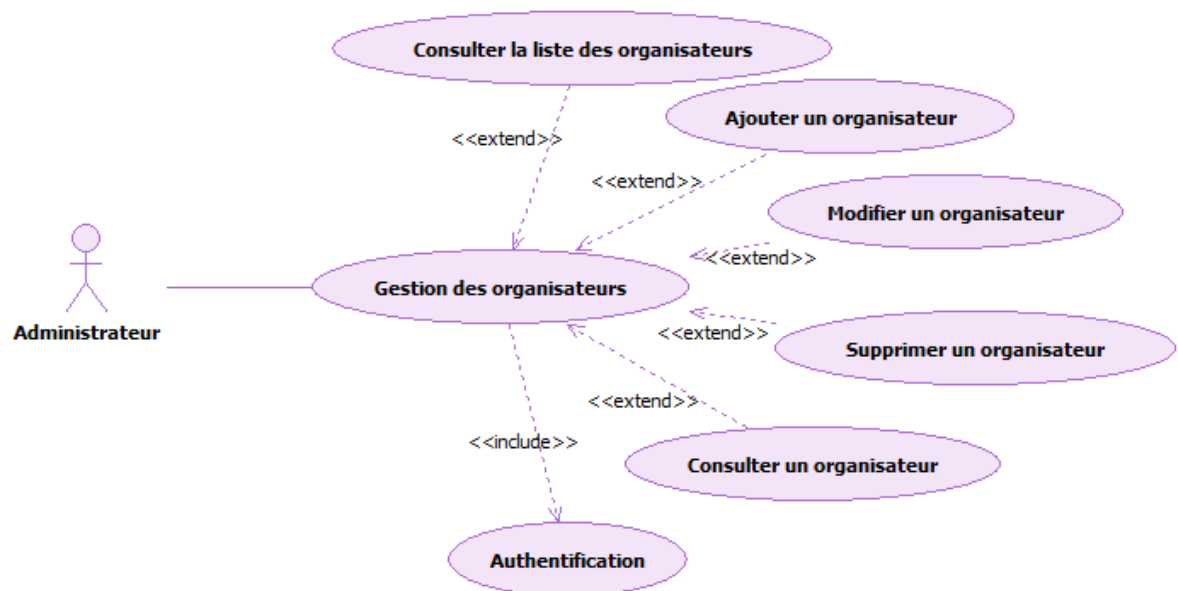 Consulter la liste des organisateurs
Ajouter un organisateur
<<extend>>
<<extend>>
Modifier un organisateur
<<extend>>
Gestion des organisateurs
Administrateur
<<extend>>
Supprimer un organisateur
<<extend>>
<<include>>
Consulter un organisateur
Authentification